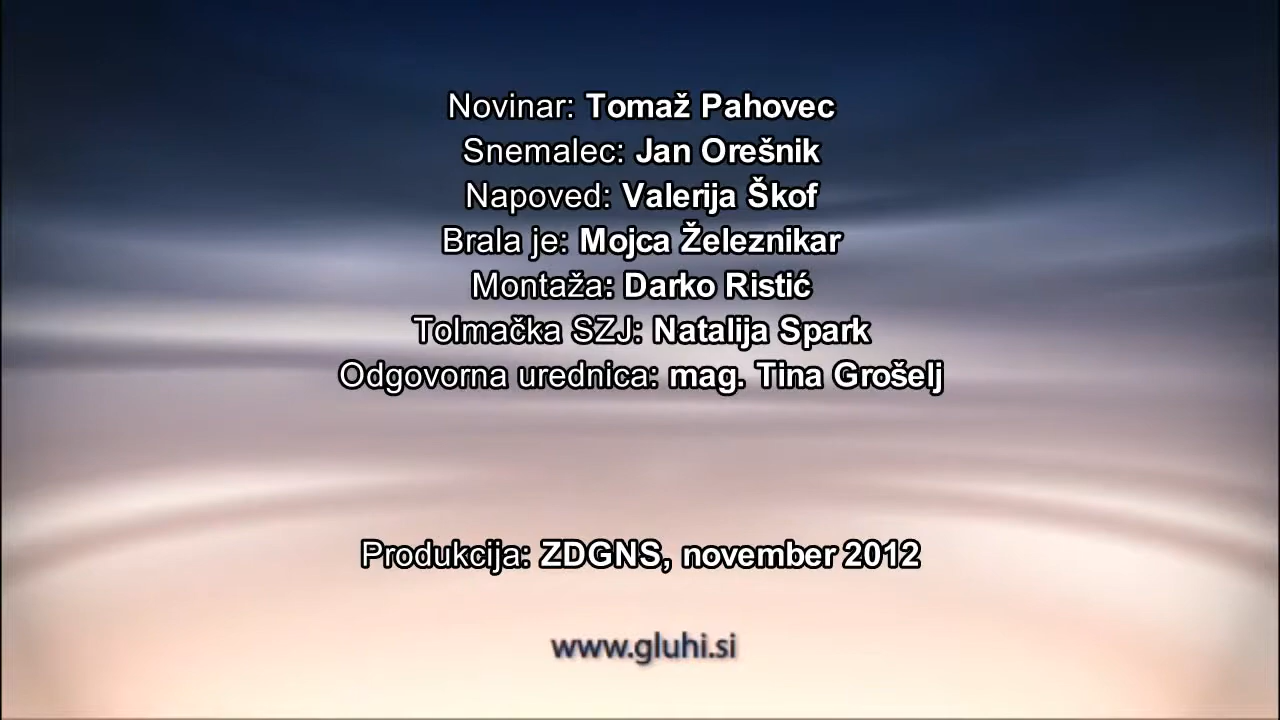 Novinar: Tomaž Pahovec
Snemalec: Jan Orešnik
Napoved: Valerija Škof
Brala je: Mojca Železnikar
Montaža: Darko Ristić
Tolmačka SZJ: Natalija Spark
Odgovorna urednica: mag. Tina Grošelj
Produkcija: ZDGNS, november 2012
www.gluhi.si